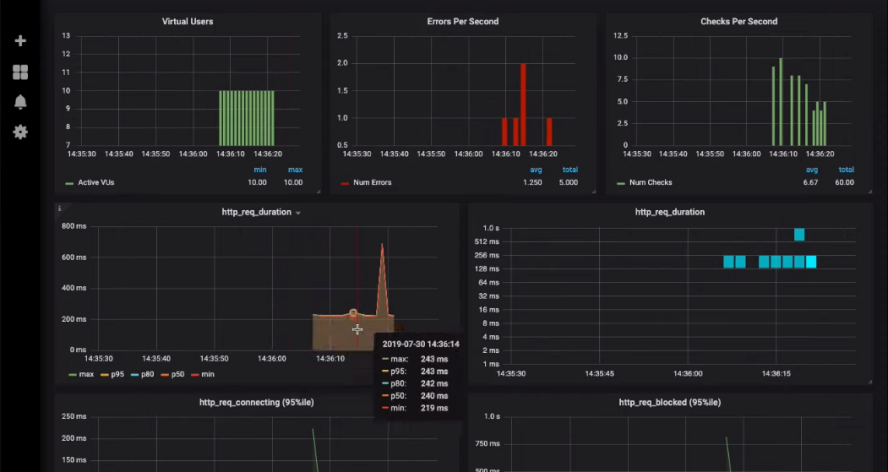 Virtual Users
13
12
11
10
9
8
7
14:35:30 14:35:40 14:35:50 14:36:00 14:36:10 14:36:20
min max
Active VUs 10.00 10.00
Errors Per Second
2.5
2.0
1.5
1.0
0.5
14:35:30 14:35:40 14:35:50 14:36:00 14:36:10 14:36:20
avg total
Num Errors 1.250 5.000
Checks Per Second
12.5
10.0
7.5
5.0
2.5
0
14:35:30 14:35:40 14:35:50 14:36:00 14:36:10 14:36:20
avg total
Num Checks 6.67 60.00
i
http_req_duration
800 ms
600 ms
400 ms
200 ms
0 ms
14:35:30 14:35:40 14:35:50 14:36:00 14:36:10
max p95 p80 p50 min
2019-07-30 14:36:14
max: 243 ms
p95: 243 ms
p80: 242 ms
p50: 240 ms
min: 219 ms
http_req_duration
1.0 s
512 ms
256 ms
128 ms
64 ms
32 ms
16 ms
8 ms
4 ms
2 ms
1 ms
14:35:30 14:35:45 14:36:00 14:36:15
http_req_connecting (95%ile)
250 ms
200 ms
150 ms
http_req_blocked (95%ile)
1.0 s
750 ms
500 ms